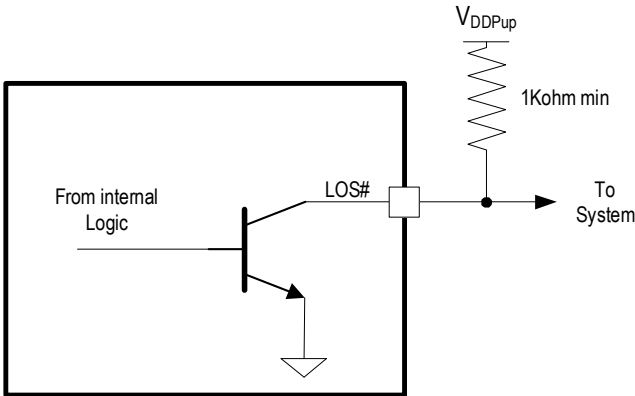 VDDPup
1Kohm min
LOS#
From internal
Logic
To
System